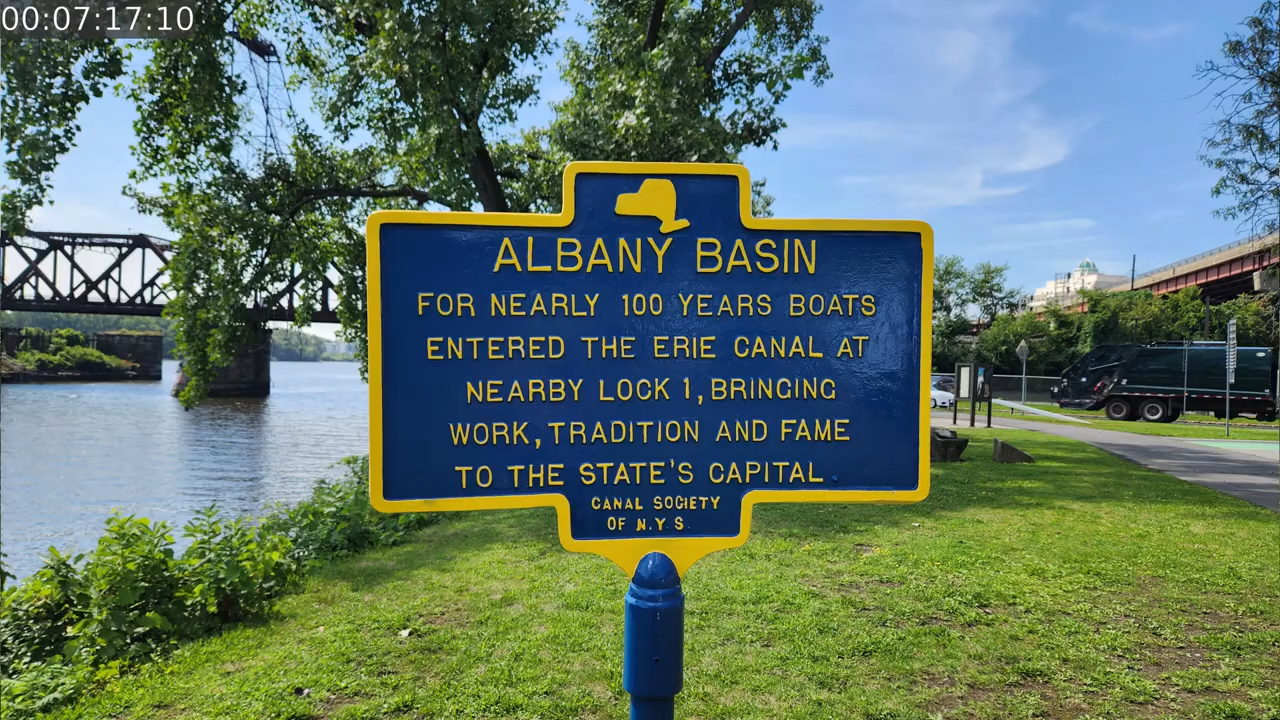 00:07:17:10
ALBANY BASIN
FOR NEARLY 100 YEARS BOATS
ENTERED THE ERIE CANAL AT
NEARBY LOCK 1, BRINGING
WORK, TRADITION AND FAME
TO THE STATE'S CAPITAL.
CANAL SOCIETY
OF N.Y.S.